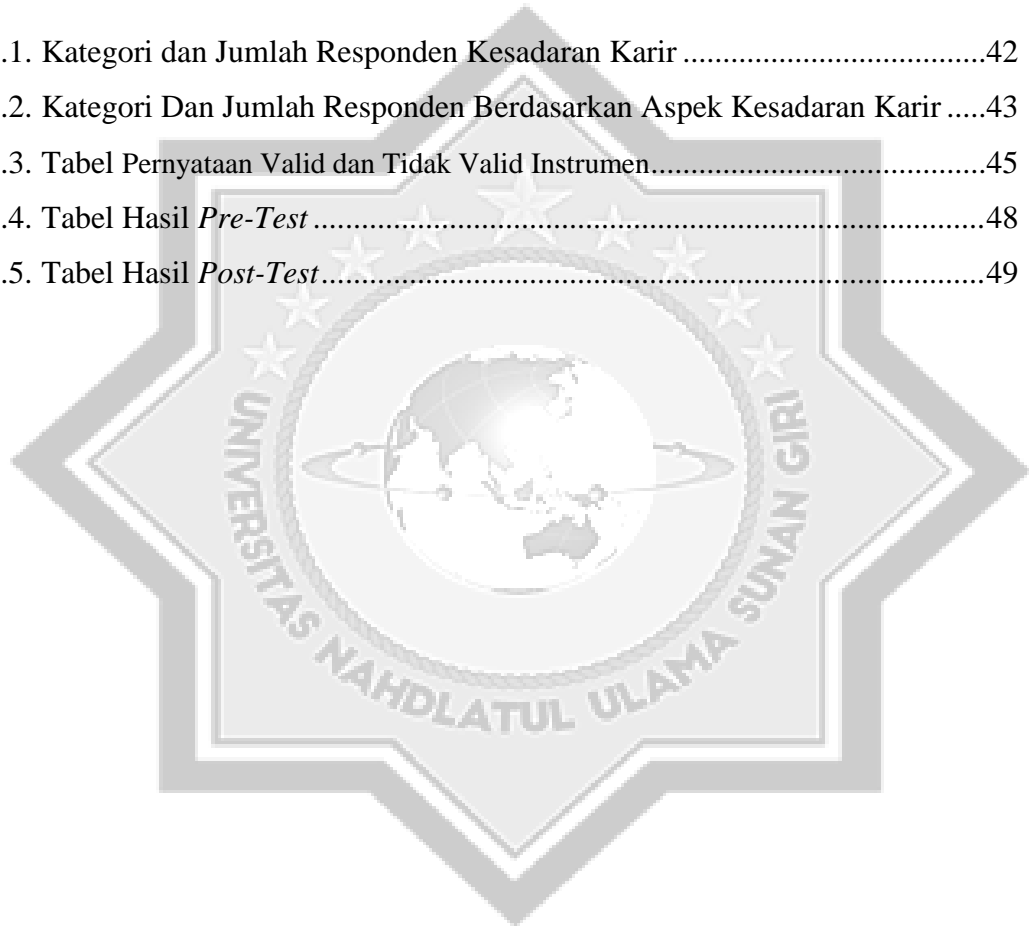 .1. Kategori dan Jumlah Responden Kesadaran Karir ....................................42
.2. Kategori Dan Jumlah Responden Berdasarkan Aspek Kesadaran Karir .....43
.3. Tabel Pernyataan Valid dan Tidak Valid Instrumen.......................................45
.4. Tabel Hasil Pre-Test .................................................................................48
.5. Tabel Hasil Post-Test................................................................................49
UNIVERSITAS NAHDLATUL ULAMA SUNAN GIRI